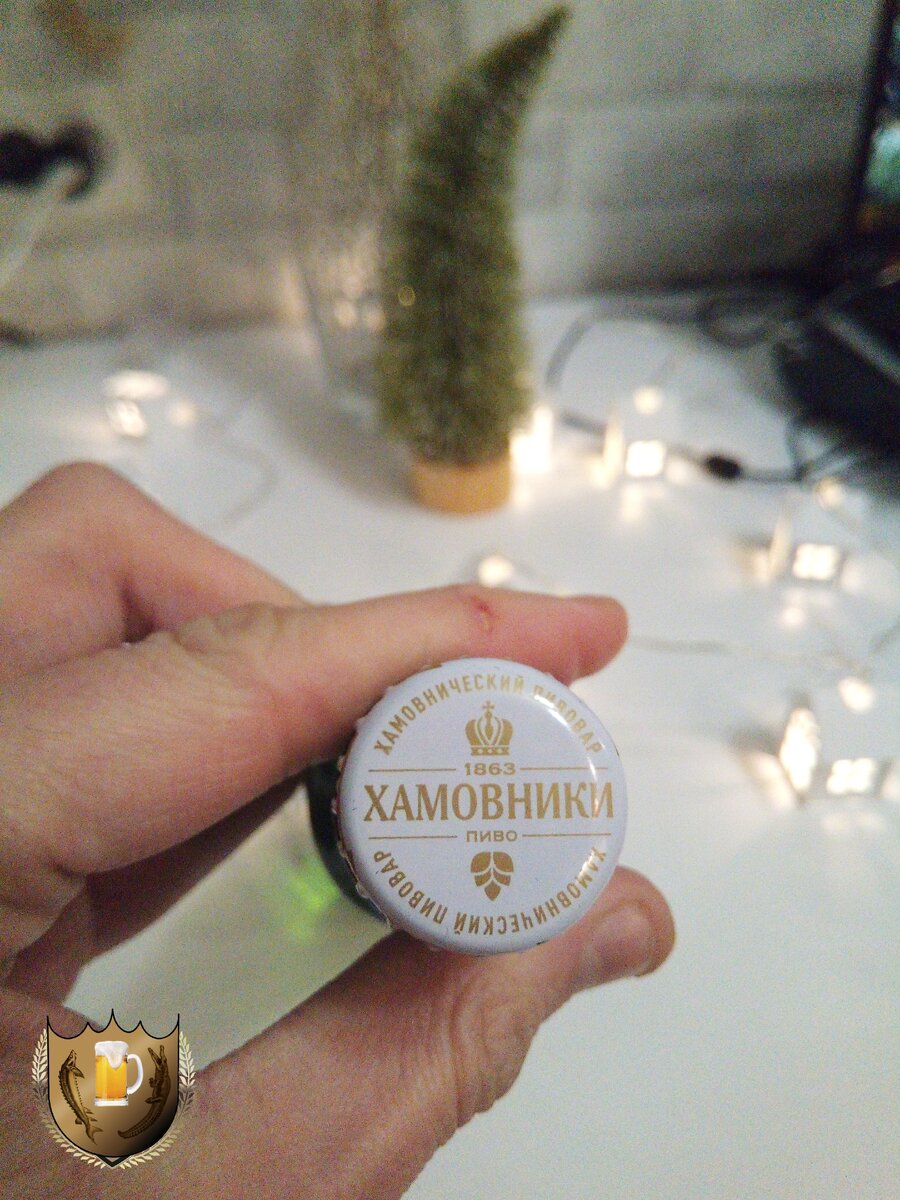 ХАМОВНИЧЕСКИЙ ПИВОВАР
1863
ХАМОВНИКИ
ПИВО
ХАМОВНИЧЕСКИЙ ПИВОВАР